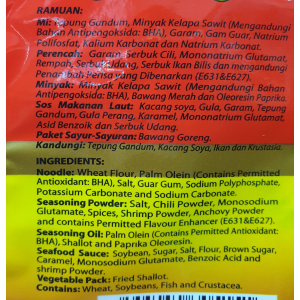 RAMUAN:
Mi: Tepung Gandum, Minyak Kelapa Sawit (Mengandungi
Bahan Antipengoksida: BHA), Garam, Gam Guar, Natrium
Polifosfat, Kalium Karbonat dan Natrium Karbonat.
Perencah: Garam, Serbuk Cili, Mononatrium Glutamat,
Rempah, Serbuk Udang, Serbuk Ikan Bilis dan mengandungi
Penambah Perisa yang Dibenarkan (E631&E627).
Minyak: Minyak Kelapa Sawit (Mengandungi Bahan
Antipengoksida: BHA), Bawang Merah dan Oleoresin Paprika.
Sos Makanan Laut: Kacang soya, Gula, Garam, Tepung
Gandum, Gula Perang, Karamel, Mononatrium Glutamat,
Asid Benzoik dan Serbuk Udang.
Paket Sayur-Sayuran: Bawang Goreng.
Kandungi: Tepung Gandum, Kacang Soya, Ikan dan Krustasia.
INGREDIENTS:
Noodle: Wheat Flour, Palm Olein (Contains Permitted
Antioxidant: BHA), Salt, Guar Gum, Sodium Polyphosphate,
Potassium Carbonate and Sodium Carbonate.
Seasoning Powder: Salt, Chili Powder, Monosodium
Glutamate, Spices, Shrimp Powder, Anchovy Powder
and contains Permitted Flavour Enhancer (E631&E627).
Seasoning Oil: Palm Olein (Contains Permitted Antioxidant:
BHA), Shallot and Paprika Oleoresin.
Seafood Sauce: Soybean, Sugar, Salt, Flour, Brown Sugar,
Caramel, Monosodium Glutamate, Benzoic Acid and
shrimp Powder.
Vegetable Pack: Fried Shallot.
Contains: Wheat, Soybeans, Fish and Crustacea.